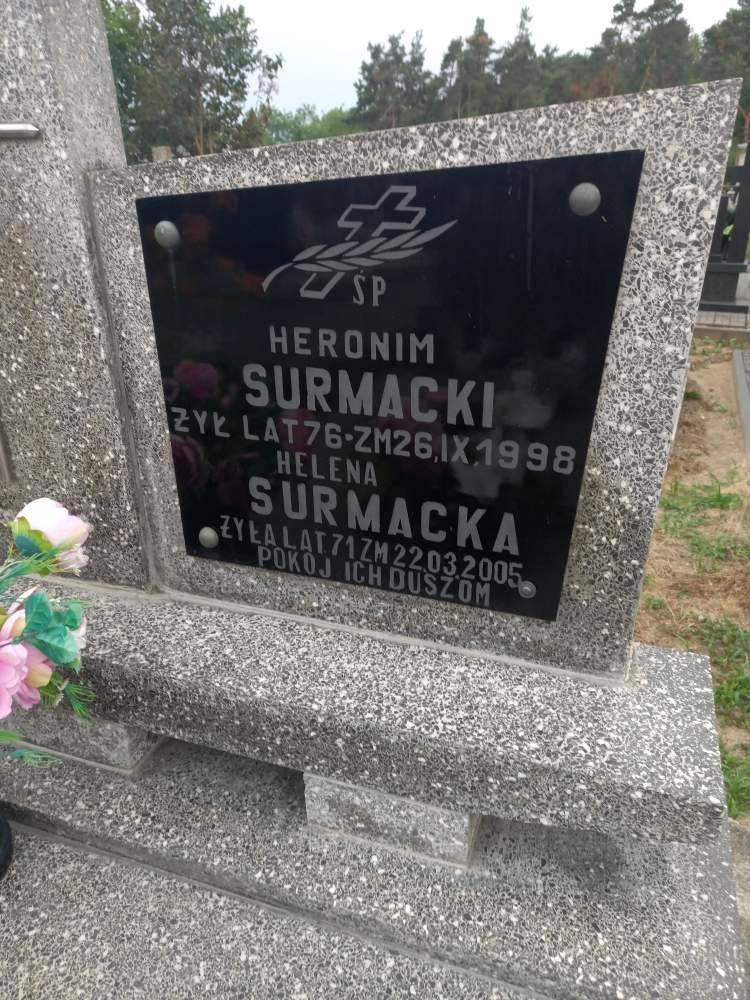 ŚP
HERONIM
SURMACKI
ŻYŁ LAT 76-ZM 26,IX,1998
HELENA
SURMACKA
ŻYŁA LAT 71 ZM 22.03.2005
POKÓJ ICH DUSZOM